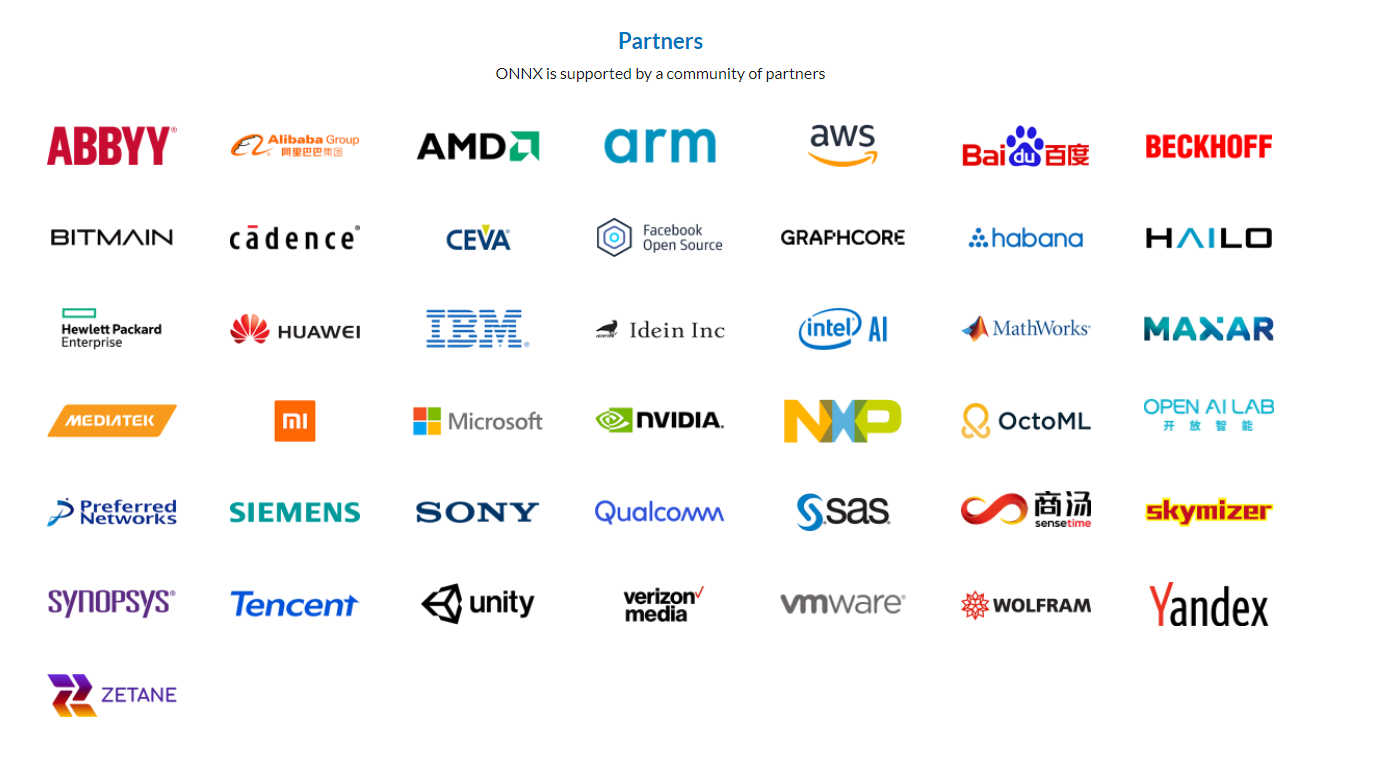 Partners
ONNX is supported by a community of partners
ABBYY®
Alibaba Group
阿里巴巴集团
AMD
arm
aws
Bai du 百度
BECKHOFF
BITMAIN
cādence®
CEVA®
Facebook
Open Source
GRAPHCORE
habana
HAILO
Hewlett Packard
Enterprise
HUAWEI
IBM®
Idein Inc
intel® AI
MathWorks®
MAXAR
MEDIATEK
mi
Microsoft
NVIDIA.
NXP
OctoML
OPEN AI LAB
开放智能
Preferred
Networks
SIEMENS
SONY
Qualcomm
S.sas.
商汤
sensetime
skymizer
SYNOPSYS®
Tencent
unity
verizon✓
media
vmware®
WOLFRAM
Yandex
ZETANE